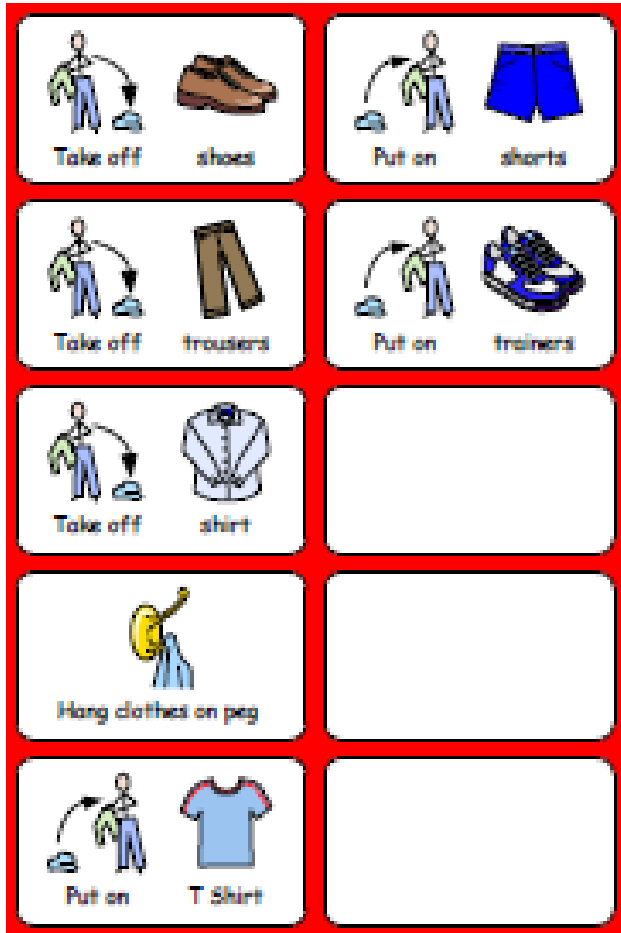 Take off shoes
Take off trousers
Take off shirt
Hang clothes on peg
Put on T Shirt
Put on shorts
Put on trainers